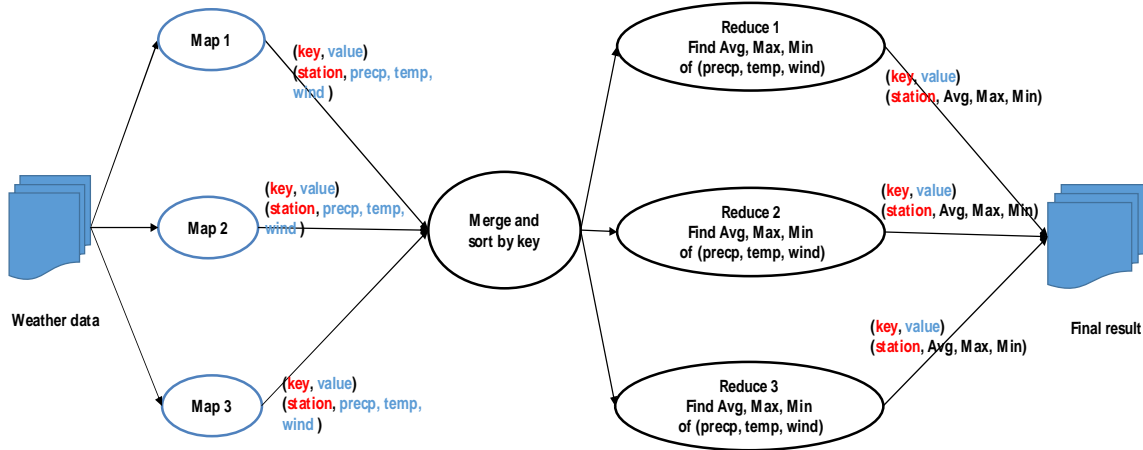 Weather data
Map 1
(key, value)
(station, precp, temp,
wind )
Map 2
(key, value)
(station, precp, temp,
wind )
Map 3
(key, value)
(station, precp, temp,
wind )
Merge and
sort by key
Reduce 1
Find Avg, Max, Min
of (precp, temp, wind)
(key, value)
(station, Avg, Max, Min)
Reduce 2
Find Avg, Max, Min
of (precp, temp, wind)
(key, value)
(station, Avg, Max, Min)
Reduce 3
Find Avg, Max, Min
of (precp, temp, wind)
(key, value)
(station, Avg, Max, Min)
Final result